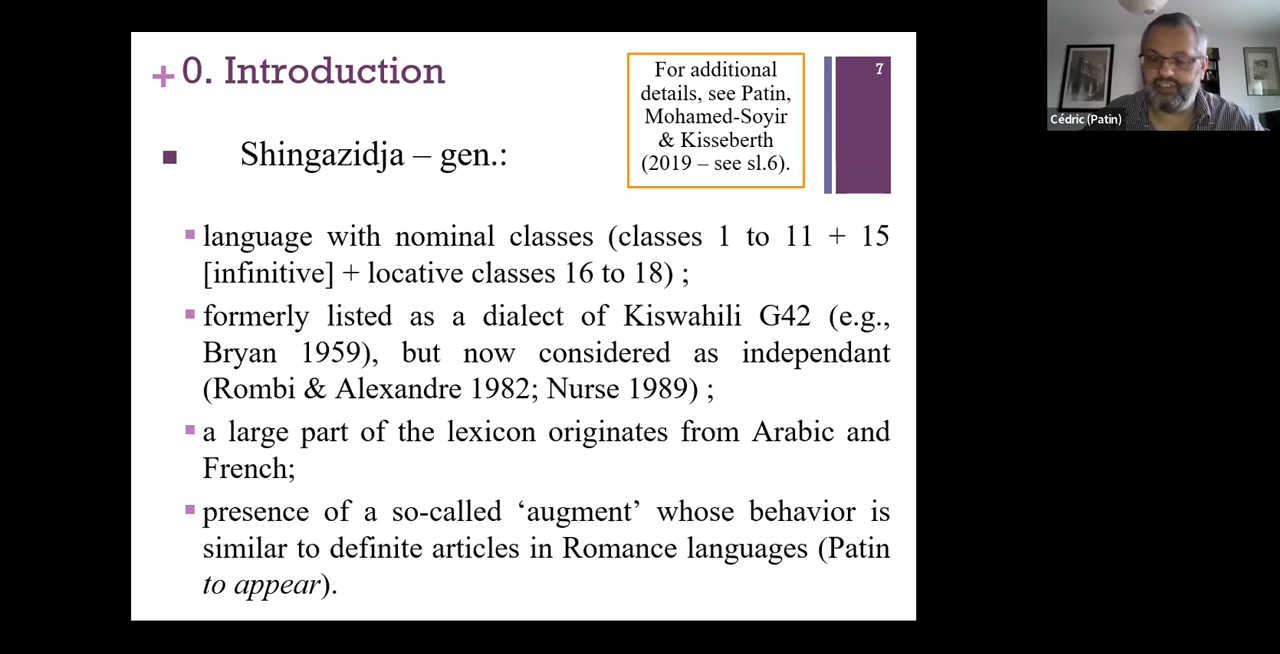 + 0. Introduction
For additional
details, see Patin,
Mohamed-Soyir
& Kisseberth
(2019 – see sl.6).
7
Cédric (Patin)
Shingazidja – gen.:
language with nominal classes (classes 1 to 11 + 15
[infinitive] + locative classes 16 to 18) ;
formerly listed as a dialect of Kiswahili G42 (e.g.,
Bryan 1959), but now considered as independant
(Rombi & Alexandre 1982; Nurse 1989) ;
a large part of the lexicon originates from Arabic and
French;
presence of a so-called ‘augment’ whose behavior is
similar to definite articles in Romance languages (Patin
to appear).